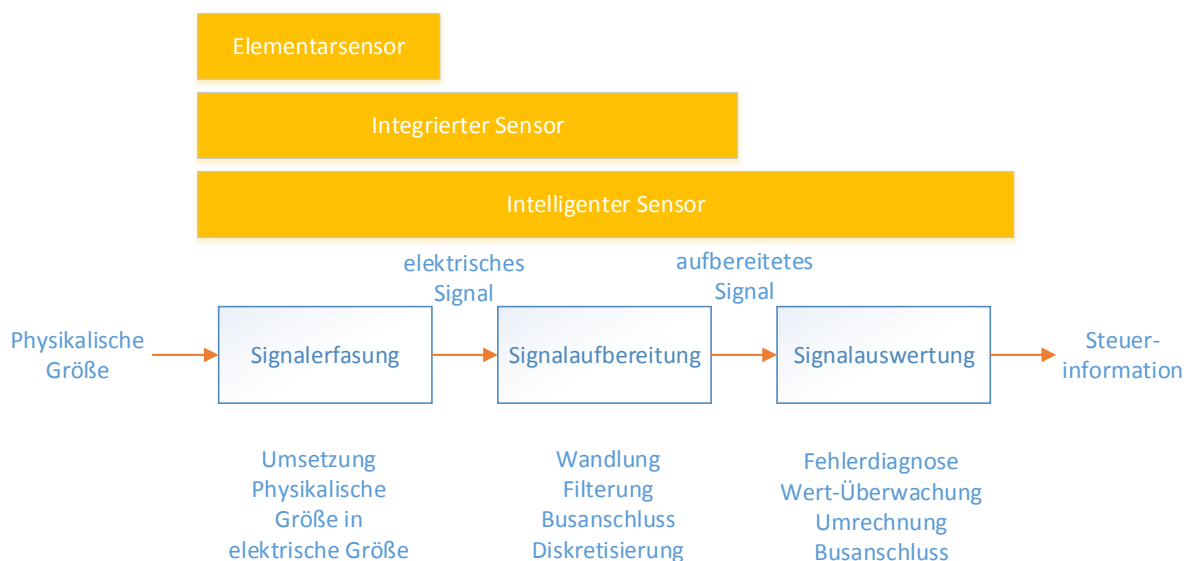 Elementarsensor
Integrierter Sensor
Intelligenter Sensor
elektrisches
Signal
aufbereitetes
Signal
Physikalische
Größe
Signalerfasung
Signalaufbereitung
Signalauswertung
Steuer-
information
Umsetzung
Physikalische
Größe in
elektrische Größe
Wandlung
Filterung
Busanschluss
Diskretisierung
Fehlerdiagnose
Wert-Überwachung
Umrechnung
Busanschluss